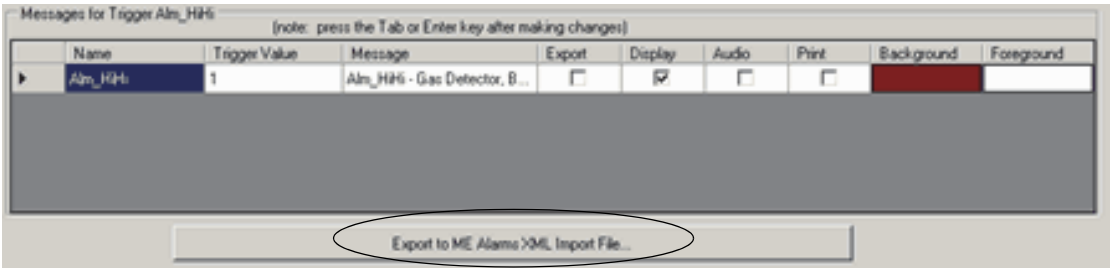 Messages for Trigger Alm_HiHi
(note: press the Tab or Enter key after making changes)
Name Trigger Value Message Export Display Audio Print Background Foreground
Alm_HiHi 1 Alm_HiHi - Gas Detector, B...
Export to ME Alarms XML Import File...